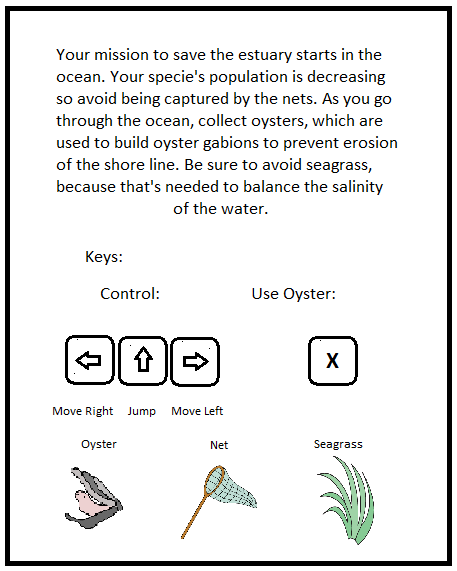 Your mission to save the estuary starts in the
ocean. Your specie's population is decreasing
so avoid being captured by the nets. As you go
through the ocean, collect oysters, which are
used to build oyster gabions to prevent erosion
of the shore line. Be sure to avoid seagrass,
because that's needed to balance the salinity
of the water.
Keys:
Control: Use Oyster:
X
Move Right Jump Move Left
Oyster Net Seagrass